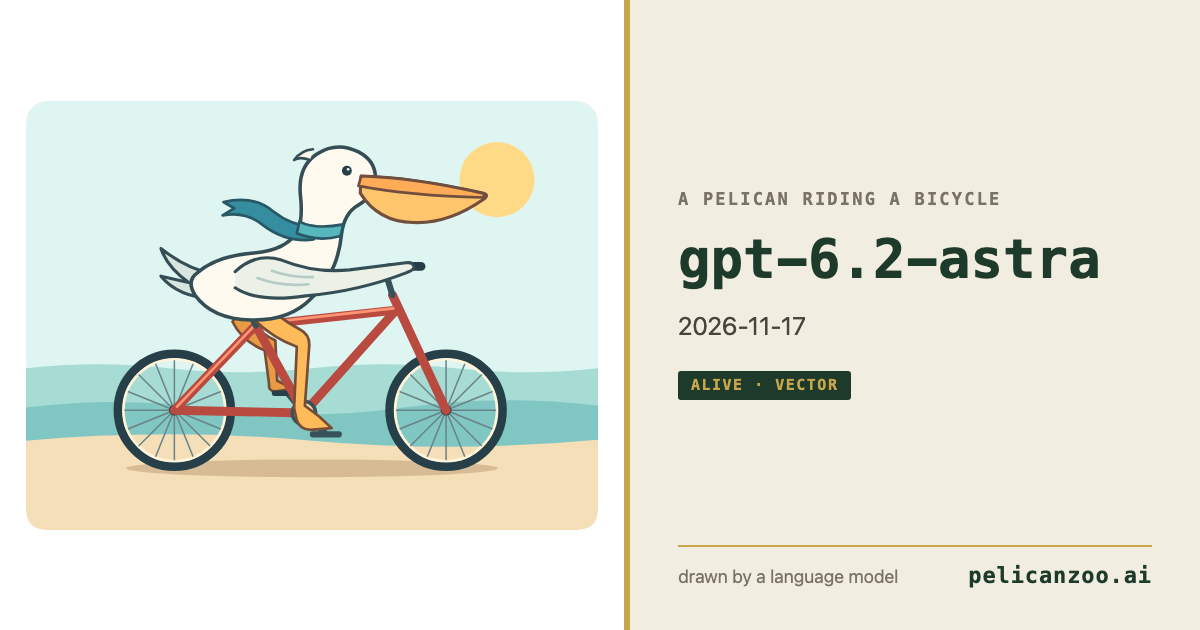 A PELICAN RIDING A BICYCLE
gpt-6.2-astra
2026-11-17
ALIVE · VECTOR
drawn by a language model
pelicanzoo.ai